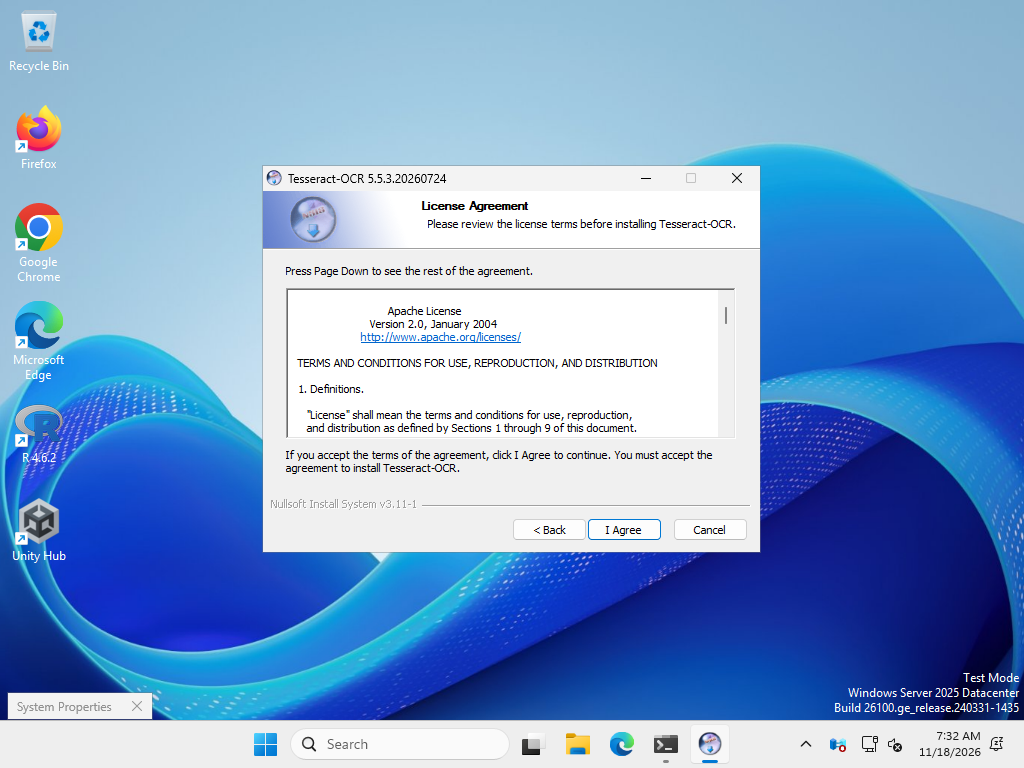 Recycle Bin
Firefox
Google
Chrome
Microsoft
Edge
R 4.6.2
Unity Hub
Tesseract-OCR 5.5.3.20260724
License Agreement
Please review the license terms before installing Tesseract-OCR.
Press Page Down to see the rest of the agreement.
Apache License
Version 2.0, January 2004
http://www.apache.org/licenses/
TERMS AND CONDITIONS FOR USE, REPRODUCTION, AND DISTRIBUTION
1. Definitions.
"License" shall mean the terms and conditions for use, reproduction,
and distribution as defined by Sections 1 through 9 of this document.
If you accept the terms of the agreement, click I Agree to continue. You must accept the
agreement to install Tesseract-OCR.
Nullsoft Install System v3.11-1
< Back
I Agree
Cancel
Test Mode
Windows Server 2025 Datacenter
Build 26100.ge_release.240331-1435
System Properties
Search
7:32 AM
11/18/2026